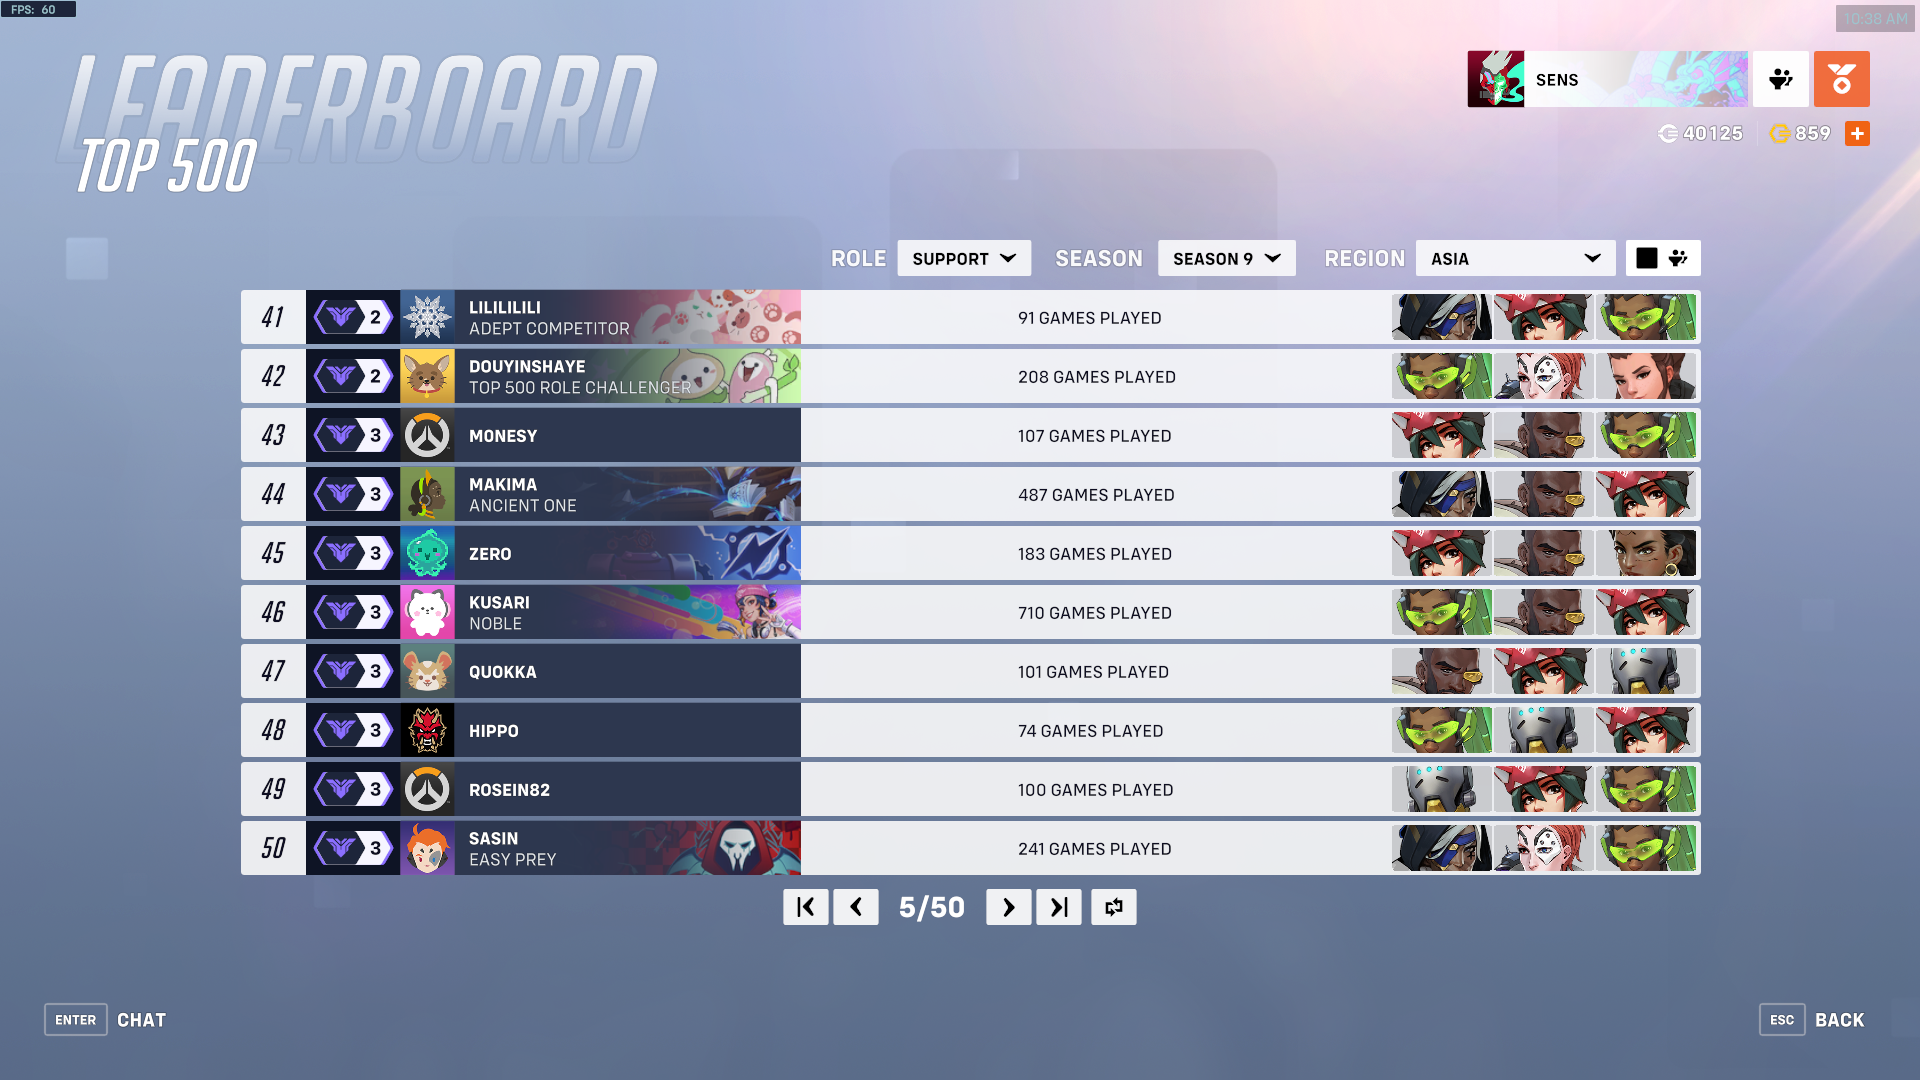 FPS: 60
10:38 AM
LEADERBOARD
TOP 500
SENS
40125 859
ROLE SUPPORT SEASON SEASON 9 REGION ASIA
41 2 LILILILILI ADEPT COMPETITOR 91 GAMES PLAYED
42 2 DOUYINSHAYE TOP 500 ROLE CHALLENGER 208 GAMES PLAYED
43 3 MONESY 107 GAMES PLAYED
44 3 MAKIMA ANCIENT ONE 487 GAMES PLAYED
45 3 ZERO 183 GAMES PLAYED
46 3 KUSARI NOBLE 710 GAMES PLAYED
47 3 QUOKKA 101 GAMES PLAYED
48 3 HIPPO 74 GAMES PLAYED
49 3 ROSEIN82 100 GAMES PLAYED
50 3 SASIN EASY PREY 241 GAMES PLAYED
5/50
ENTER CHAT
ESC BACK